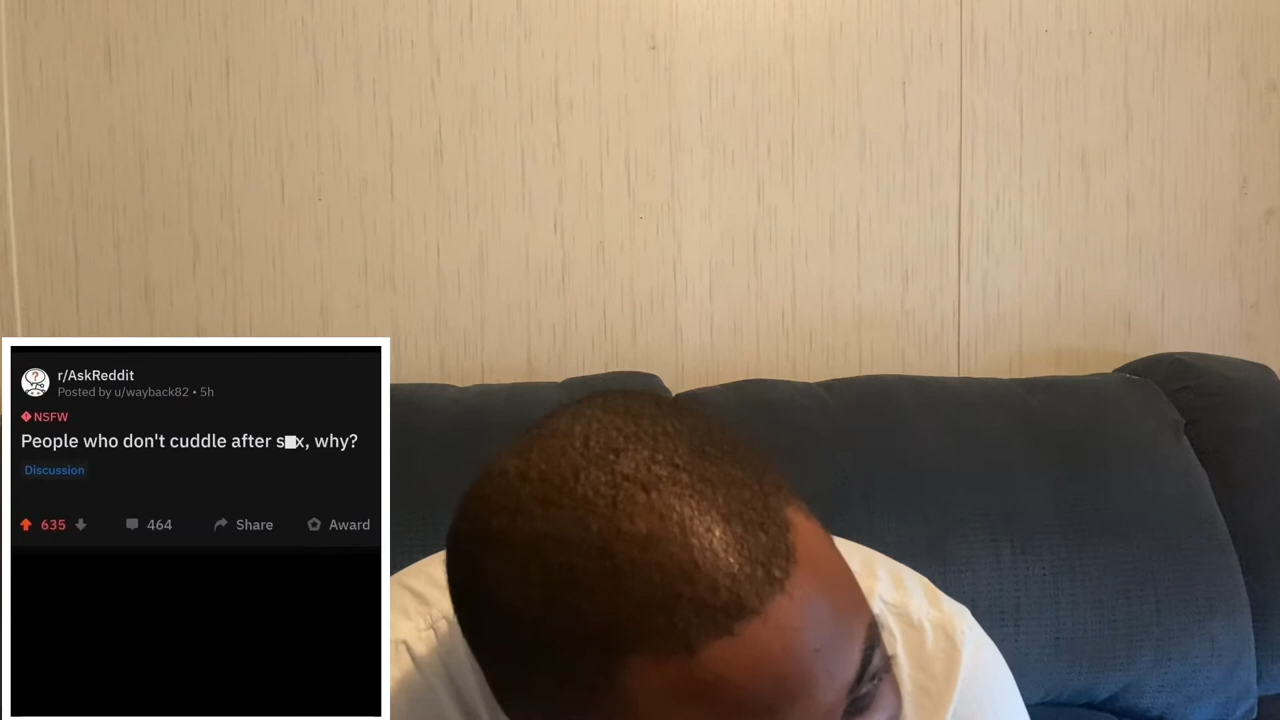 r/AskReddit
Posted by u/wayback82 • 5h
NSFW
People who don't cuddle after s■x, why?
Discussion
635 464 Share Award